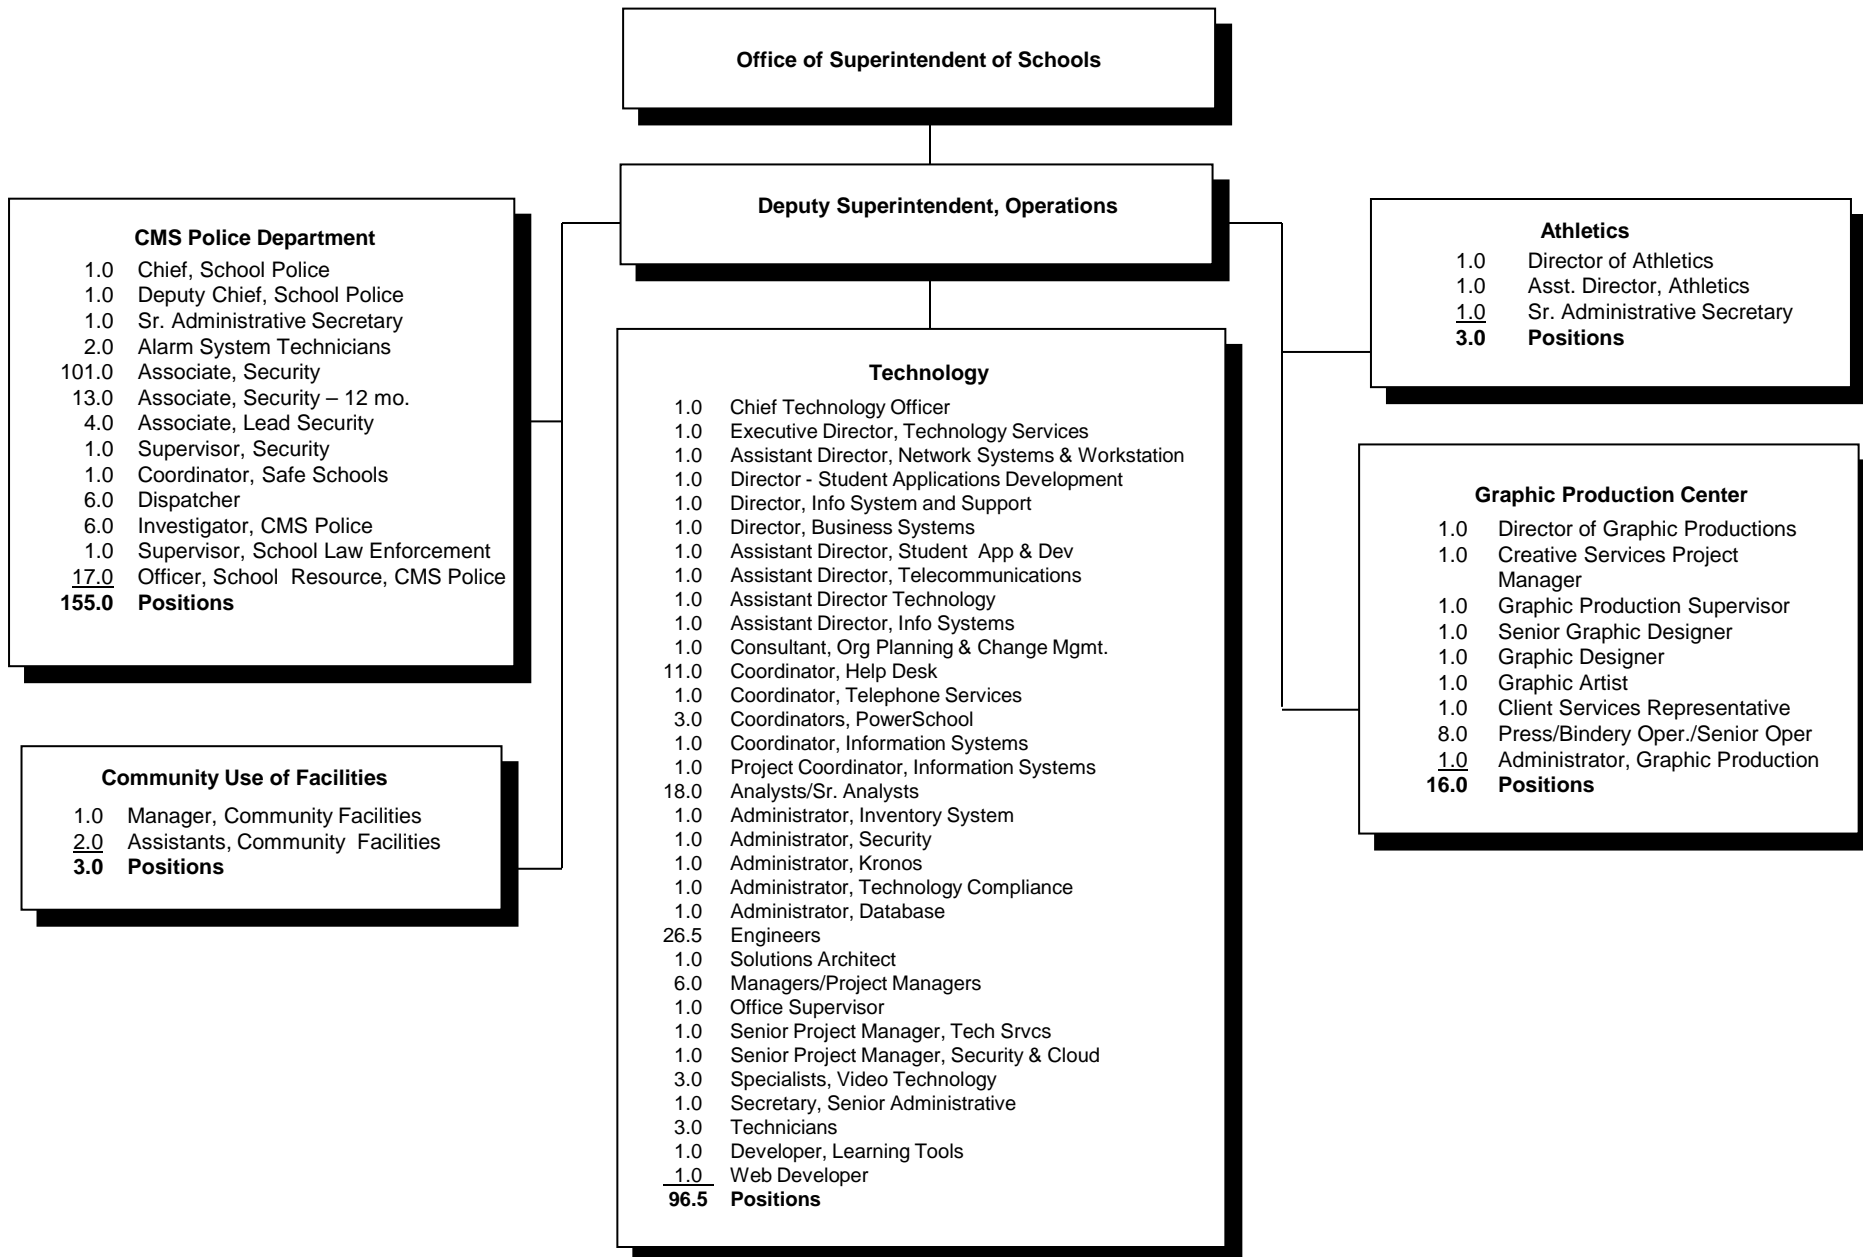 Office of Superintendent of Schools
Deputy Superintendent, Operations
CMS Police Department
1.0 Chief, School Police
1.0 Deputy Chief, School Police
1.0 Sr. Administrative Secretary
2.0 Alarm System Technicians
101.0 Associate, Security
13.0 Associate, Security – 12 mo.
4.0 Associate, Lead Security
1.0 Supervisor, Security
1.0 Coordinator, Safe Schools
6.0 Dispatcher
6.0 Investigator, CMS Police
1.0 Supervisor, School Law Enforcement
17.0 Officer, School Resource, CMS Police
155.0 Positions
Community Use of Facilities
1.0 Manager, Community Facilities
2.0 Assistants, Community Facilities
3.0 Positions
Technology
1.0 Chief Technology Officer
1.0 Executive Director, Technology Services
1.0 Assistant Director, Network Systems & Workstation
1.0 Director - Student Applications Development
1.0 Director, Info System and Support
1.0 Director, Business Systems
1.0 Assistant Director, Student App & Dev
1.0 Assistant Director, Telecommunications
1.0 Assistant Director Technology
1.0 Assistant Director, Info Systems
1.0 Consultant, Org Planning & Change Mgmt.
11.0 Coordinator, Help Desk
1.0 Coordinator, Telephone Services
3.0 Coordinators, PowerSchool
1.0 Coordinator, Information Systems
1.0 Project Coordinator, Information Systems
18.0 Analysts/Sr. Analysts
1.0 Administrator, Inventory System
1.0 Administrator, Security
1.0 Administrator, Kronos
1.0 Administrator, Technology Compliance
1.0 Administrator, Database
26.5 Engineers
1.0 Solutions Architect
6.0 Managers/Project Managers
1.0 Office Supervisor
1.0 Senior Project Manager, Tech Srvcs
1.0 Senior Project Manager, Security & Cloud
3.0 Specialists, Video Technology
1.0 Secretary, Senior Administrative
3.0 Technicians
1.0 Developer, Learning Tools
1.0 Web Developer
96.5 Positions
Athletics
1.0 Director of Athletics
1.0 Asst. Director, Athletics
1.0 Sr. Administrative Secretary
3.0 Positions
Graphic Production Center
1.0 Director of Graphic Productions
1.0 Creative Services Project
Manager
1.0 Graphic Production Supervisor
1.0 Senior Graphic Designer
1.0 Graphic Designer
1.0 Graphic Artist
1.0 Client Services Representative
8.0 Press/Bindery Oper./Senior Oper
1.0 Administrator, Graphic Production
16.0 Positions